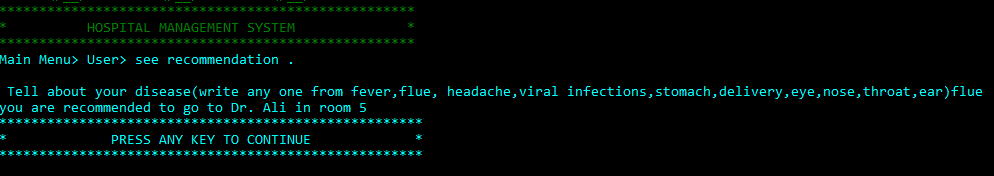 ***************************************************
* HOSPITAL MANAGEMENT SYSTEM *
***************************************************
Main Menu> User> see recommendation .
Tell about your disease(write any one from fever,flue, headache,viral infections,stomach,delivery,eye,nose,throat,ear)flue
you are recommended to go to Dr. Ali in room 5
****************************************************
* PRESS ANY KEY TO CONTINUE *
****************************************************